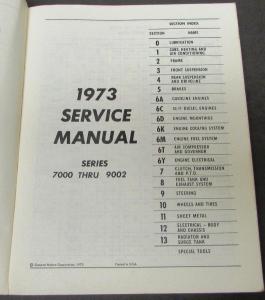 1973
SERVICE
MANUAL
SERIES
7000 THRU 9002
© General Motors Corporation, 1972
Printed in U.S.A.
SECTION INDEX
SECTION NAME
0 LUBRICATION
1 CORE, HEATING AND
AIR CONDITIONING
2 FRAME
3 FRONT SUSPENSION
4 REAR SUSPENSION
AND DRIVELINE
5 BRAKES
6A GASOLINE ENGINES
6C DIESEL ENGINES
6D ENGINE MOUNTINGS
6K ENGINE COOLING SYSTEM
6M ENGINE FUEL SYSTEM
6T AIR COMPRESSOR
AND GOVERNOR
6Y ENGINE ELECTRICAL
7 CLUTCH, TRANSMISSION
AND P.T.O.
8 FUEL TANK AND
EXHAUST SYSTEM
9 STEERING
10 WHEELS AND TIRES
11 SHEET METAL
12 ELECTRICAL - BODY
AND CHASSIS
13 RADIATOR AND
SURGE TANK
SPECIAL TOOLS